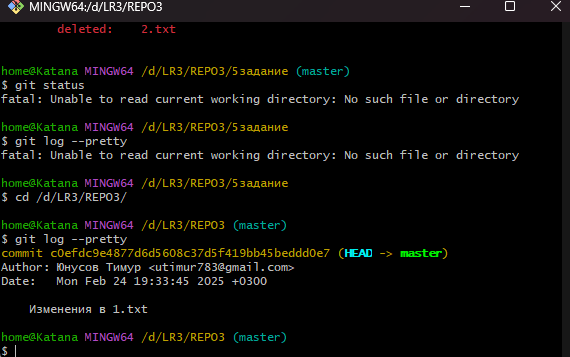 MINGW64:/d/LR3/REPO3
deleted:    2.txt
home@Katana MINGW64 /d/LR3/REPO3/5задание (master)
$ git status
fatal: Unable to read current working directory: No such file or directory
home@Katana MINGW64 /d/LR3/REPO3/5задание
$ git log --pretty
fatal: Unable to read current working directory: No such file or directory
home@Katana MINGW64 /d/LR3/REPO3/5задание
$ cd /d/LR3/REPO3/
home@Katana MINGW64 /d/LR3/REPO3 (master)
$ git log --pretty
commit c0efdc9e4877d6d5608c37d5f419bb45beddd0e7 (HEAD -> master)
Author: Юнусов Тимур <utimur783@gmail.com>
Date:   Mon Feb 24 19:33:45 2025 +0300
Изменения в 1.txt
home@Katana MINGW64 /d/LR3/REPO3 (master)
$